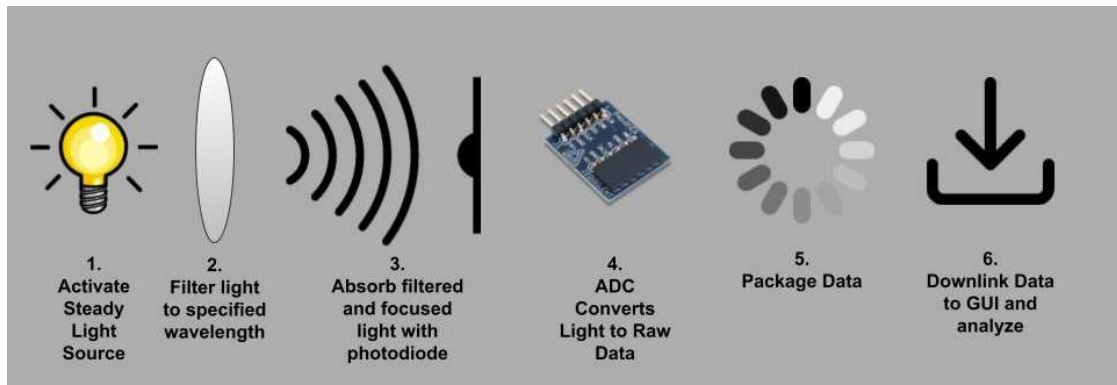 1.
Activate
Steady
Light
Source
2.
Filter light
to specified
wavelength
3.
Absorb filtered
and focused
light with
photodiode
4.
ADC
Converts
Light to Raw
Data
5.
Package Data
6.
Downlink Data
to GUI and
analyze